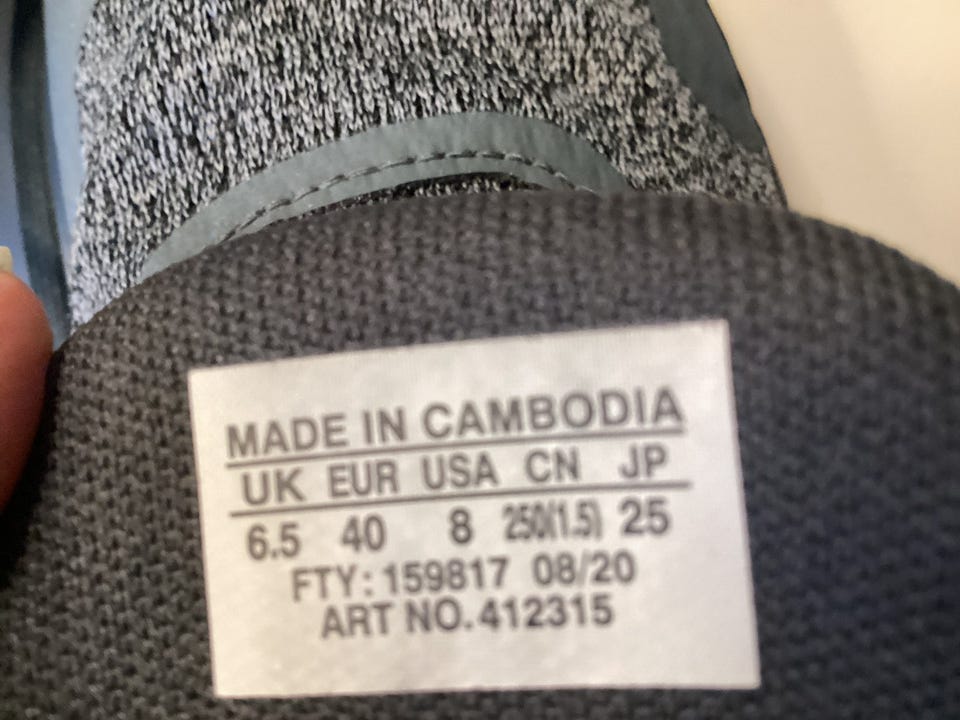 MADE IN CAMBODIA
UK EUR USA CN JP
6.5 40 8 250(1.5) 25
FTY: 159817 08/20
ART NO.412315